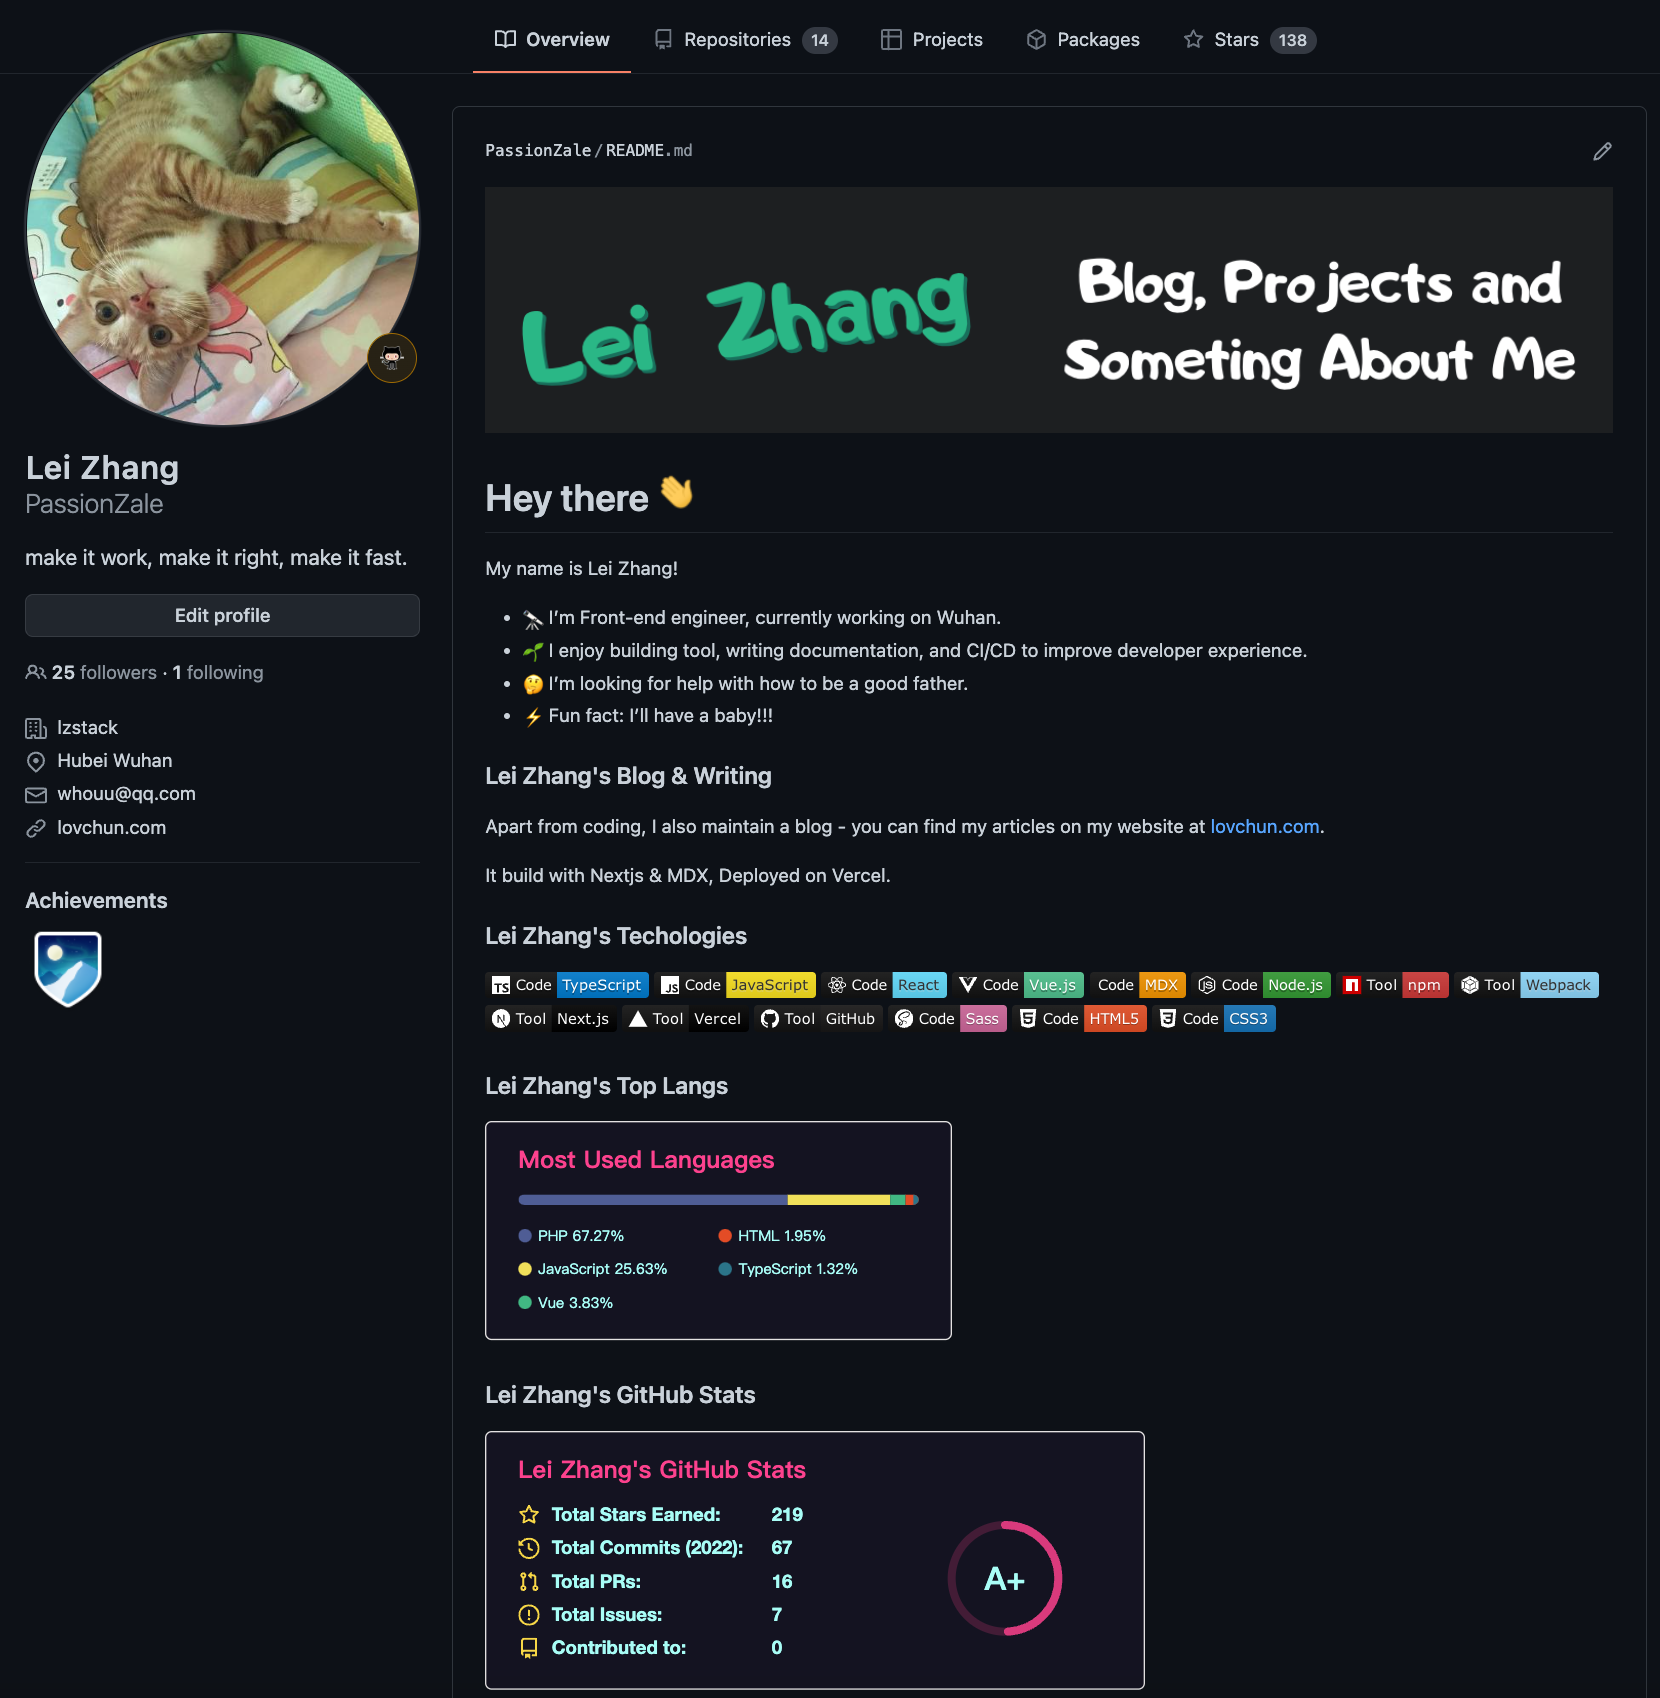 Overview
Repositories 14
Projects
Packages
Stars 138
Lei Zhang
PassionZale
make it work, make it right, make it fast.
Edit profile
25 followers · 1 following
lzstack
Hubei Wuhan
whouu@qq.com
lovchun.com
Achievements
PassionZale/README.md
Lei Zhang
Blog, Projects and
Someting About Me
Hey there 👋
My name is Lei Zhang!
• 🔭 I’m Front-end engineer, currently working on Wuhan.
• 🌱 I enjoy building tool, writing documentation, and CI/CD to improve developer experience.
• 🤔 I’m looking for help with how to be a good father.
• ⚡ Fun fact: I’ll have a baby!!!
Lei Zhang's Blog & Writing
Apart from coding, I also maintain a blog - you can find my articles on my website at lovchun.com.
It build with Nextjs & MDX, Deployed on Vercel.
Lei Zhang's Techologies
TS Code TypeScript JS Code JavaScript Code React Code Vue.js Code MDX Code Node.js Tool npm Tool Webpack
N Tool Next.js Tool Vercel Tool GitHub Code Sass Code HTML5 Code CSS3
Lei Zhang's Top Langs
Most Used Languages
PHP 67.27%
JavaScript 25.63%
Vue 3.83%
HTML 1.95%
TypeScript 1.32%
Lei Zhang's GitHub Stats
Lei Zhang's GitHub Stats
Total Stars Earned: 219
Total Commits (2022): 67
Total PRs: 16
Total Issues: 7
Contributed to: 0
A+